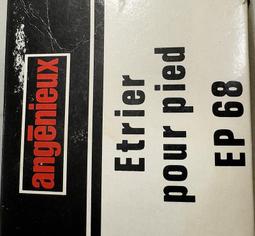 angénieux
Etrier
pour pied
EP 68